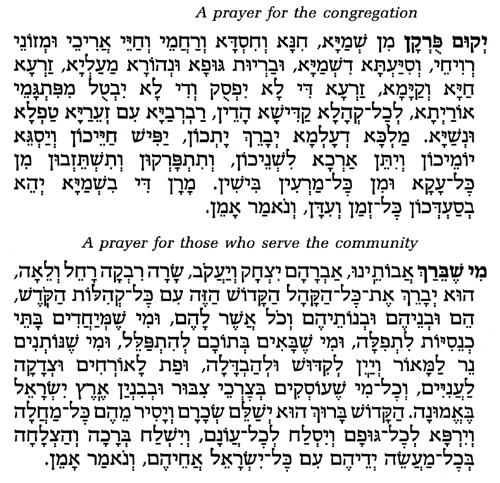 A prayer for the congregation
יְקוּם פֻּרְקָן מִן שְׁמַיָּא, חִנָּא וְחִסְדָּא וְרַחֲמֵי וְחַיֵּי אֲרִיכֵי וּמְזוֹנֵי
רְוִיחֵי, וְסִיַּעְתָּא דִשְׁמַיָּא, וּבַרְיוּת גּוּפָא וּנְהוֹרָא מַעַלְיָא, זַרְעָא
חַיָּא וְקַיָּמָא, זַרְעָא דִּי לָא יִפְסֻק וְדִי לָא יִבְטֻל מִפִּתְגָּמֵי
אוֹרַיְתָא, לְכָל־קְהָלָא קַדִּישָׁא הָדֵין, רַבְרְבַיָּא עִם זְעֵרַיָּא טַפְלָא
וּנְשַׁיָּא. מַלְכָּא דְעָלְמָא יְבָרֵךְ יָתְכוֹן, יַפִּישׁ חַיֵּיכוֹן וְיַסְגֵּא
יוֹמֵיכוֹן וְיִתֵּן אַרְכָא לִשְׁנֵיכוֹן, וְתִתְפָּרְקוּן וְתִשְׁתֵּזְבוּן מִן
כָּל־עָקָא וּמִן כָּל־מַרְעִין בִּישִׁין. מָרָן דִּי בִשְׁמַיָּא יְהֵא
בְסַעְדְּכוֹן כָּל־זְמַן וְעִדָּן, וְנֹאמַר אָמֵן.
A prayer for those who serve the community
מִי שֶׁבֵּרַךְ אֲבוֹתֵינוּ, אַבְרָהָם יִצְחָק וְיַעֲקֹב, שָׂרָה רִבְקָה רָחֵל וְלֵאָה,
הוּא יְבָרֵךְ אֶת־כָּל־הַקָּהָל הַקָּדוֹשׁ הַזֶּה עִם כָּל־קְהִלּוֹת הַקֹּדֶשׁ,
הֵם וּבְנֵיהֶם וּבְנוֹתֵיהֶם וְכֹל אֲשֶׁר לָהֶם, וּמִי שֶׁמְּיַחֲדִים בָּתֵּי
כְנֵסִיּוֹת לִתְפִלָּה, וּמִי שֶׁבָּאִים בְּתוֹכָם לְהִתְפַּלֵּל, וּמִי שֶׁנּוֹתְנִים
נֵר לַמָּאוֹר וְיַיִן לְקִדּוּשׁ וּלְהַבְדָּלָה, וּפַת לָאוֹרְחִים וּצְדָקָה
לַעֲנִיִּים, וְכָל־מִי שֶׁעוֹסְקִים בְּצָרְכֵי צִבּוּר וּבְבִנְיַן אֶרֶץ יִשְׂרָאֵל
בֶּאֱמוּנָה. הַקָּדוֹשׁ בָּרוּךְ הוּא יְשַׁלֵּם שְׂכָרָם וְיָסִיר מֵהֶם כָּל־מַחֲלָה
וְיִרְפָּא לְכָל־גּוּפָם וְיִסְלַח לְכָל־עֲוֹנָם, וְיִשְׁלַח בְּרָכָה וְהַצְלָחָה
בְּכָל־מַעֲשֵׂה יְדֵיהֶם עִם כָּל־יִשְׂרָאֵל אֲחֵיהֶם, וְנֹאמַר אָמֵן.